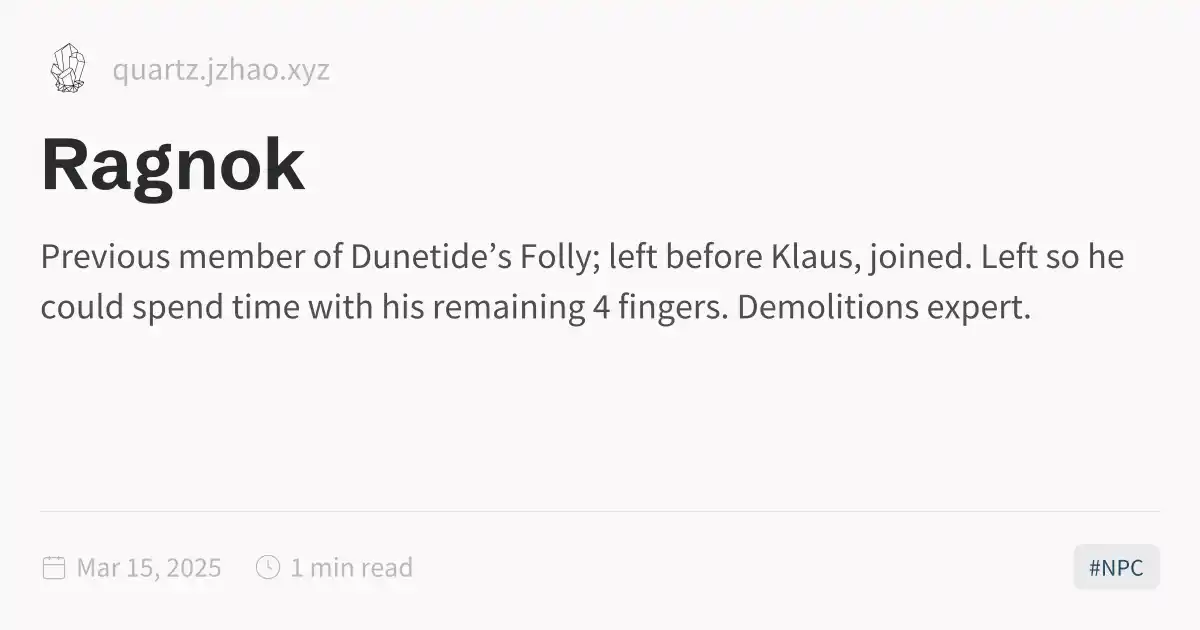 quartz.jzhao.xyz
Ragnok
Previous member of Dunetide’s Folly; left before Klaus, joined. Left so he
could spend time with his remaining 4 fingers. Demolitions expert.
Mar 15, 2025
1 min read
#NPC